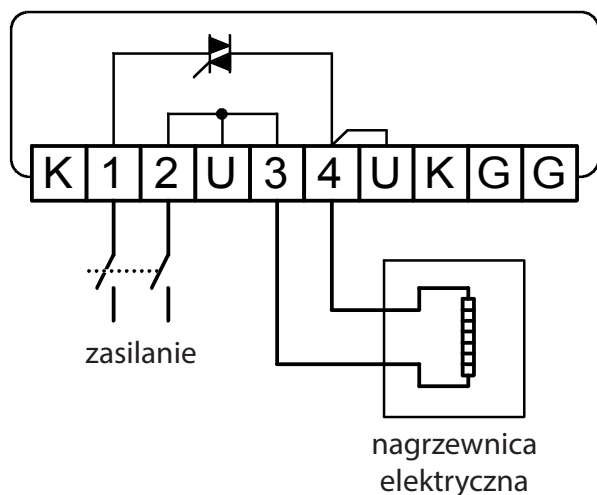 K 1 2 U 3 4 U K G G
zasilanie
nagrzewnica
elektryczna